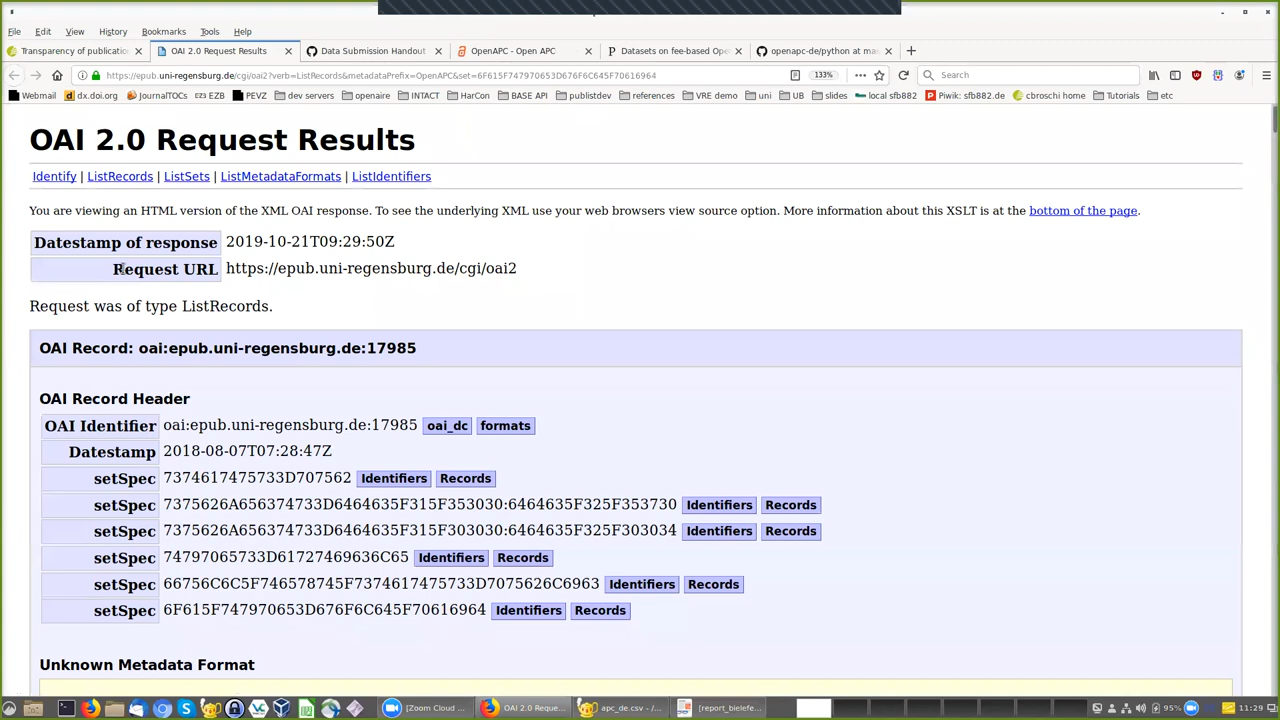 File Edit View History Bookmarks Tools Help
Transparency of publicatio OAI 2.0 Request Results Data Submission Handout OpenAPC - Open APC Datasets on fee-based Ope openapc-de/python at mas
https://epub.uni-regensburg.de/cgi/oai2?verb=ListRecords&metadataPrefix=OpenAPC&set=6F615F747970653D676F6C645F70616964 133% Search
Webmail dx.doi.org JournalTOCs EZB EZB PEVZ dev servers openaire INTACT HarCon BASE API publistdev references VRE demo uni UB slides local sfb882 Piwik: sfb882.de cbroschi home Tutorials etc
OAI 2.0 Request Results
Identify | ListRecords | ListSets | ListMetadataFormats | ListIdentifiers
You are viewing an HTML version of the XML OAI response. To see the underlying XML use your web browsers view source option. More information about this XSLT is at the bottom of the page.
Datestamp of response 2019-10-21T09:29:50Z
Request URL https://epub.uni-regensburg.de/cgi/oai2
Request was of type ListRecords.
OAI Record: oai:epub.uni-regensburg.de:17985
OAI Record Header
OAI Identifier oai:epub.uni-regensburg.de:17985 oai_dc formats
Datestamp 2018-08-07T07:28:47Z
setSpec 7374617475733D707562 Identifiers Records
setSpec 7375626A656374733D6464635F315F353030:6464635F325F353730 Identifiers Records
setSpec 7375626A656374733D6464635F315F303030:6464635F325F303034 Identifiers Records
setSpec 74797065733D61727469636C65 Identifiers Records
setSpec 66756C6C5F746578745F7374617475733D7075626C6963 Identifiers Records
setSpec 6F615F747970653D676F6C645F70616964 Identifiers Records
Unknown Metadata Format
[Zoom Cloud ... OAI 2.0 Reque... apc_de.csv - /... [report_bielefe... 95% 11:29